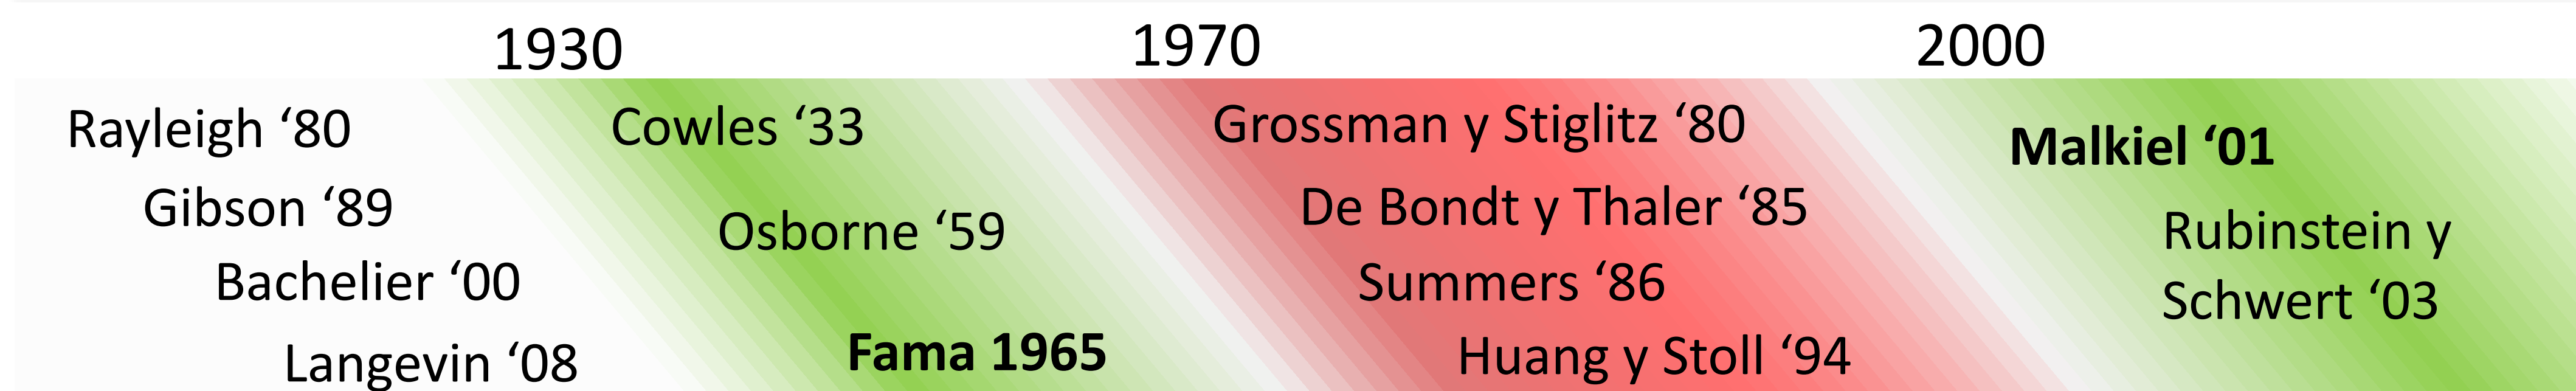 1930
1970
2000
Rayleigh ‘80
Gibson ‘89
Bachelier ‘00
Langevin ‘08
Cowles ‘33
Osborne ‘59
Fama 1965
Grossman y Stiglitz ‘80
De Bondt y Thaler ‘85
Summers ‘86
Huang y Stoll ‘94
Malkiel ‘01
Rubinstein y
Schwert ‘03